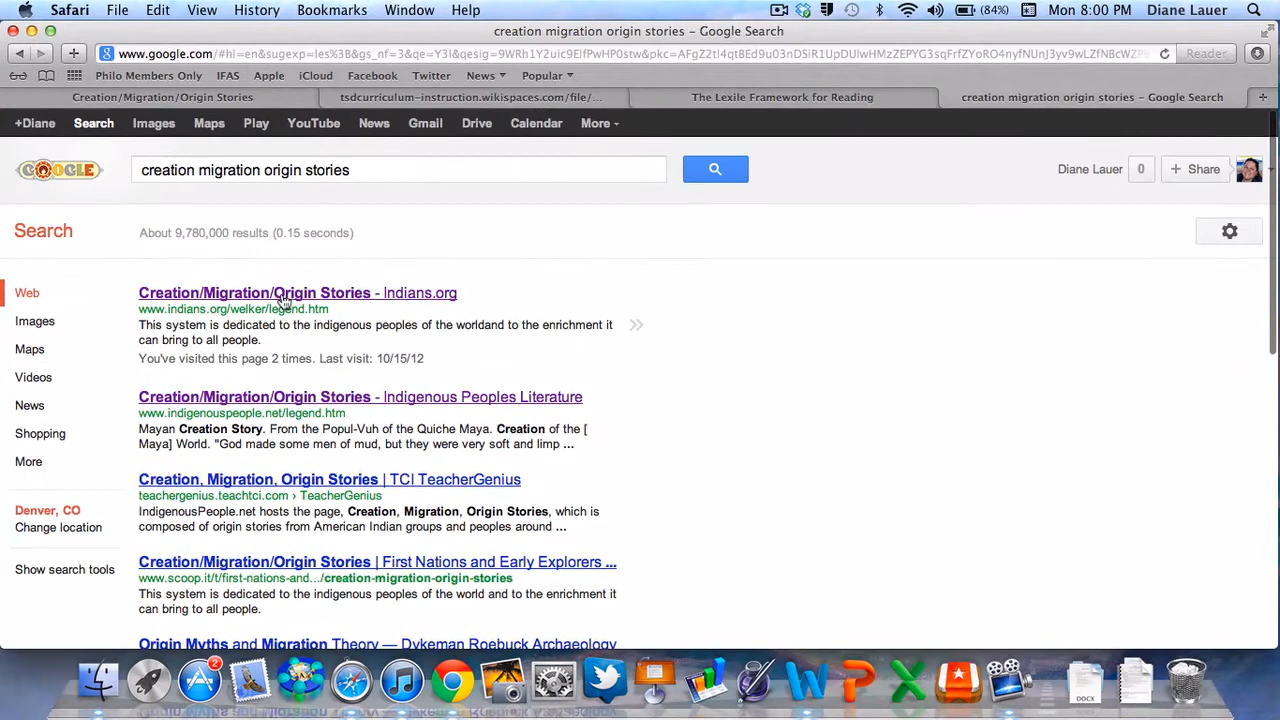 Safari File Edit View History Bookmarks Window Help (84%) Mon 8:00 PM Diane Lauer
creation migration origin stories - Google Search
www.google.com Reader
Philo Members Only IFAS Apple iCloud Facebook Twitter News Popular
Creation/Migration/Origin Stories tsdcurriculum-instruction.wikispaces.com/file/... The Lexile Framework for Reading creation migration origin stories – Google Search
+Diane Search Images Maps Play YouTube News Gmail Drive Calendar More
GOOGLE creation migration origin stories Diane Lauer 0 + Share
Search About 9,780,000 results (0.15 seconds)
Web
Images
Maps
Videos
News
Shopping
More
Denver, CO
Change location
Show search tools
Creation/Migration/Origin Stories - Indians.org
www.indians.org/welker/legend.htm
This system is dedicated to the indigenous peoples of the worldand to the enrichment it
can bring to all people.
You've visited this page 2 times. Last visit: 10/15/12
Creation/Migration/Origin Stories - Indigenous Peoples Literature
www.indigenouspeople.net/legend.htm
Mayan Creation Story. From the Popul-Vuh of the Quiche Maya. Creation of the [
Maya] World. "God made some men of mud, but they were very soft and limp ...
Creation, Migration, Origin Stories | TCI TeacherGenius
teachergenius.teachtci.com › TeacherGenius
IndigenousPeople.net hosts the page, Creation, Migration, Origin Stories, which is
composed of origin stories from American Indian groups and peoples around ...
Creation/Migration/Origin Stories | First Nations and Early Explorers ...
www.scoop.it/t/first-nations-and.../creation-migration-origin-stories
This system is dedicated to the indigenous peoples of the world and to the enrichment it
can bring to all people.
Origin Myths and Migration Theory — Dykeman Roebuck Archaeology
2
DOCX